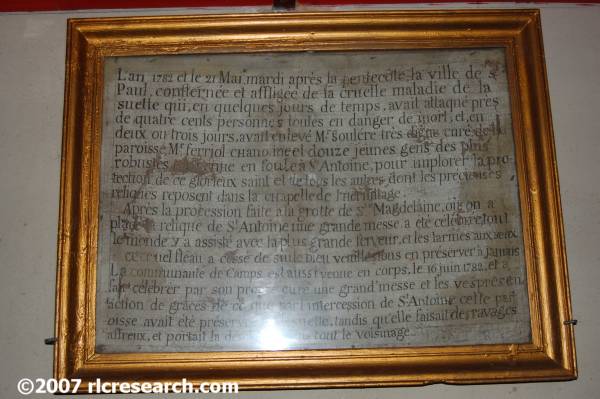 L'an 1782 et le 21 Mai, mardi après la pentecôte, la ville de St
Paul, consternée et affligée de la cruelle maladie de la
suette qui, en quelques jours de temps, avait attaqué près
de quatre cents personnes toutes en danger de mort, et, en
deux ou trois jours, avait enlevé Mr soulère très digne curé de la
paroisse, Mr ferrjol chanoine et douze jeunes gens des plus
robustes, venue en foule à St Antoine, pour implorer la pro-
tection de ce glorieux saint et de tous les autres dont les précieuses
reliques reposent dans la chapelle de l'hermitage.
Après la procession faite à la grotte de Ste Magdelaine, où on a
placé la relique de St Antoine une grande messe a été célébrée, tout
le monde y a assisté avec la plus grande ferveur, et les larmes aux yeux
ce cruel fléau a cessé de suite bien veuille nous en préserver à jamais
La communauté de Camps est aussi venue en corps, le 16 juin 1782, et a
fait célébrer par son propre curé une grand'messe et les vespres en
action de grâces de ce que par l'intercession de St Antoine cette par
oisse avait été préservée suette, tandis qu'elle faisait des ravages
affreux, et portait la tout le voisinage.
©2007 rlcresearch.com